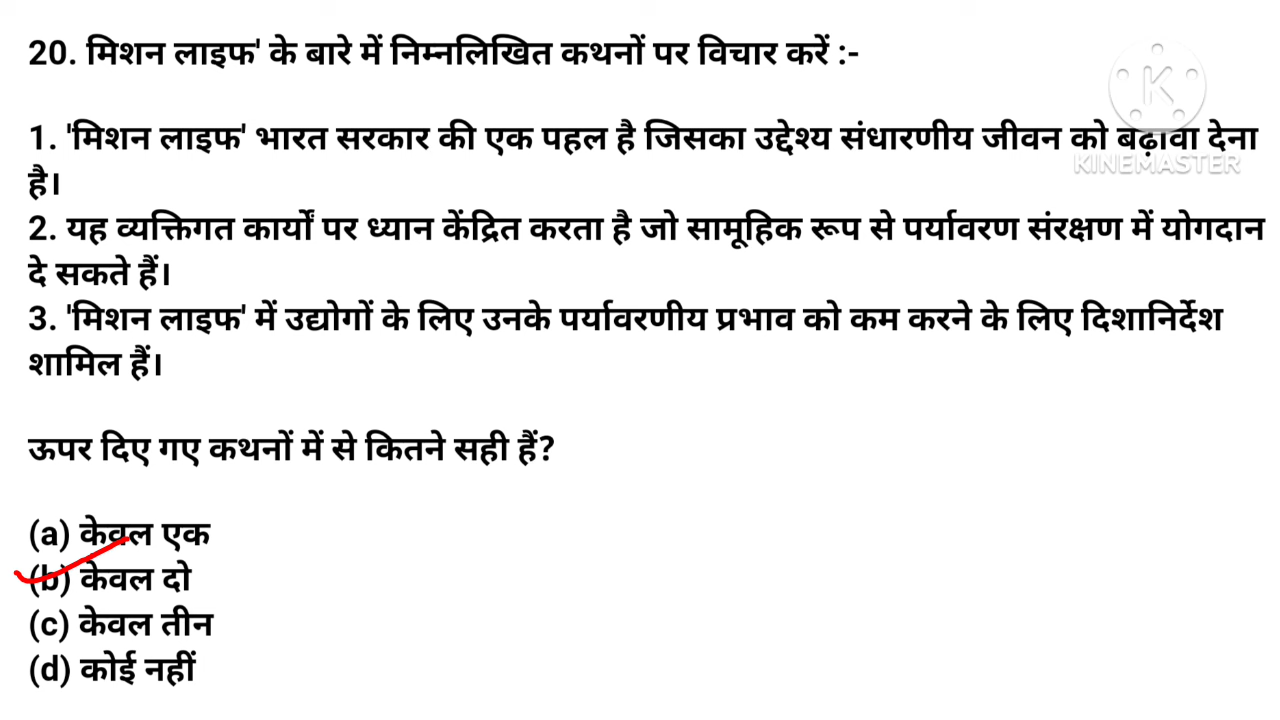 20. मिशन लाइफ' के बारे में निम्नलिखित कथनों पर विचार करें :-
1. 'मिशन लाइफ' भारत सरकार की एक पहल है जिसका उद्देश्य संधारणीय जीवन को बढ़ावा देना
है।
2. यह व्यक्तिगत कार्यों पर ध्यान केंद्रित करता है जो सामूहिक रूप से पर्यावरण संरक्षण में योगदान
दे सकते हैं।
3. 'मिशन लाइफ' में उद्योगों के लिए उनके पर्यावरणीय प्रभाव को कम करने के लिए दिशानिर्देश
शामिल हैं।
ऊपर दिए गए कथनों में से कितने सही हैं?
(a) केवल एक
(b) केवल दो
(c) केवल तीन
(d) कोई नहीं
K
KINEMASTER